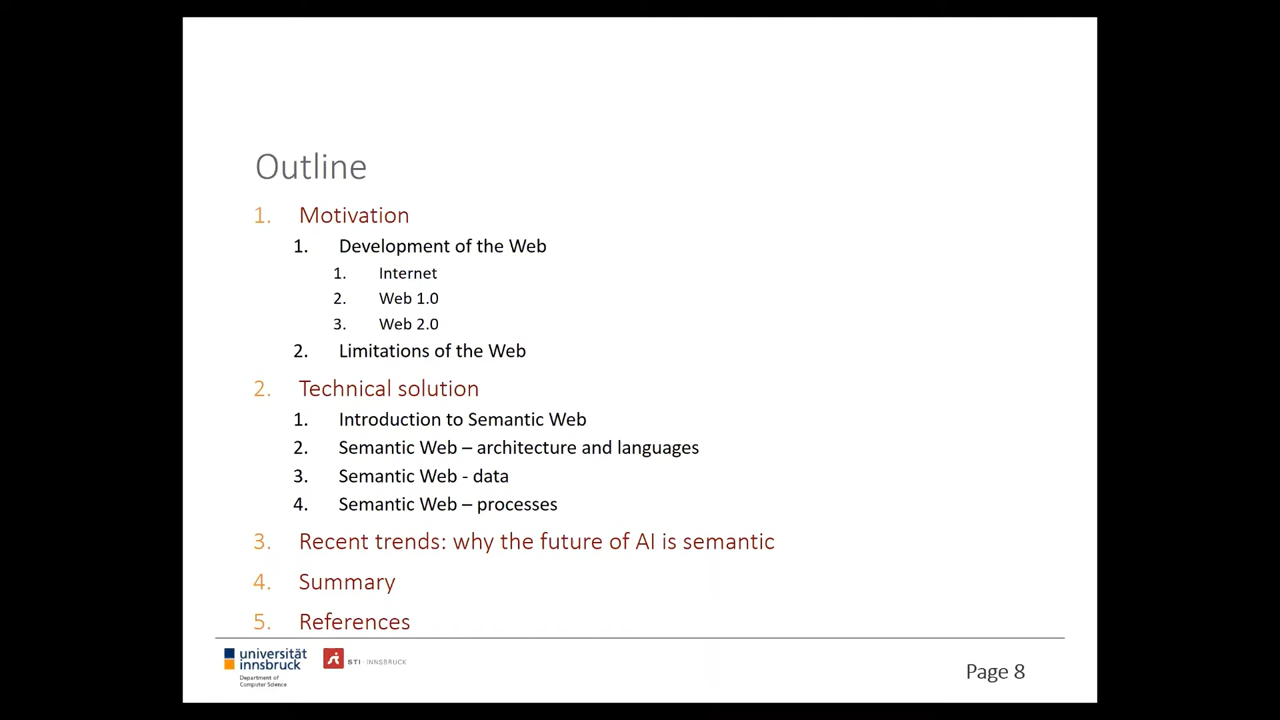 Outline
1. Motivation
1. Development of the Web
1. Internet
2. Web 1.0
3. Web 2.0
2. Limitations of the Web
2. Technical solution
1. Introduction to Semantic Web
2. Semantic Web – architecture and languages
3. Semantic Web - data
4. Semantic Web – processes
3. Recent trends: why the future of AI is semantic
4. Summary
5. References
universität
innsbruck
Department of
Computer Science
STI · INNSBRUCK
Page 8